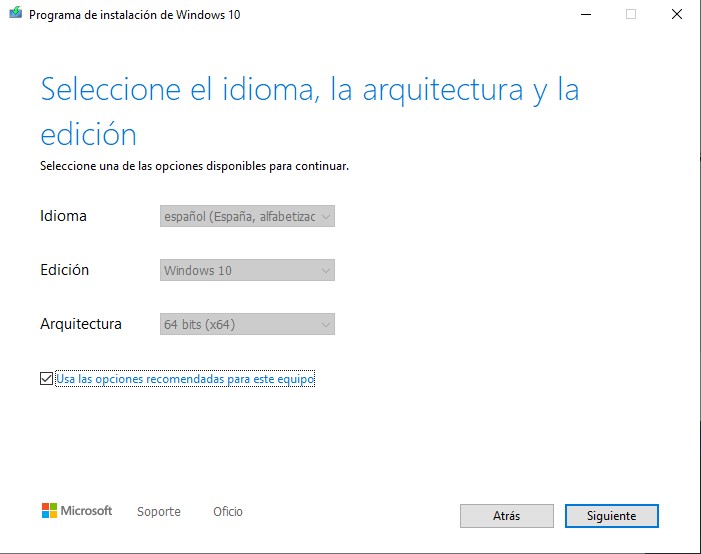 Programa de instalación de Windows 10
Seleccione el idioma, la arquitectura y la
edición
Seleccione una de las opciones disponibles para continuar.
Idioma
español (España, alfabetizac
Edición
Windows 10
Arquitectura
64 bits (x64)
Usa las opciones recomendadas para este equipo
Microsoft
Soporte
Oficio
Atrás
Siguiente